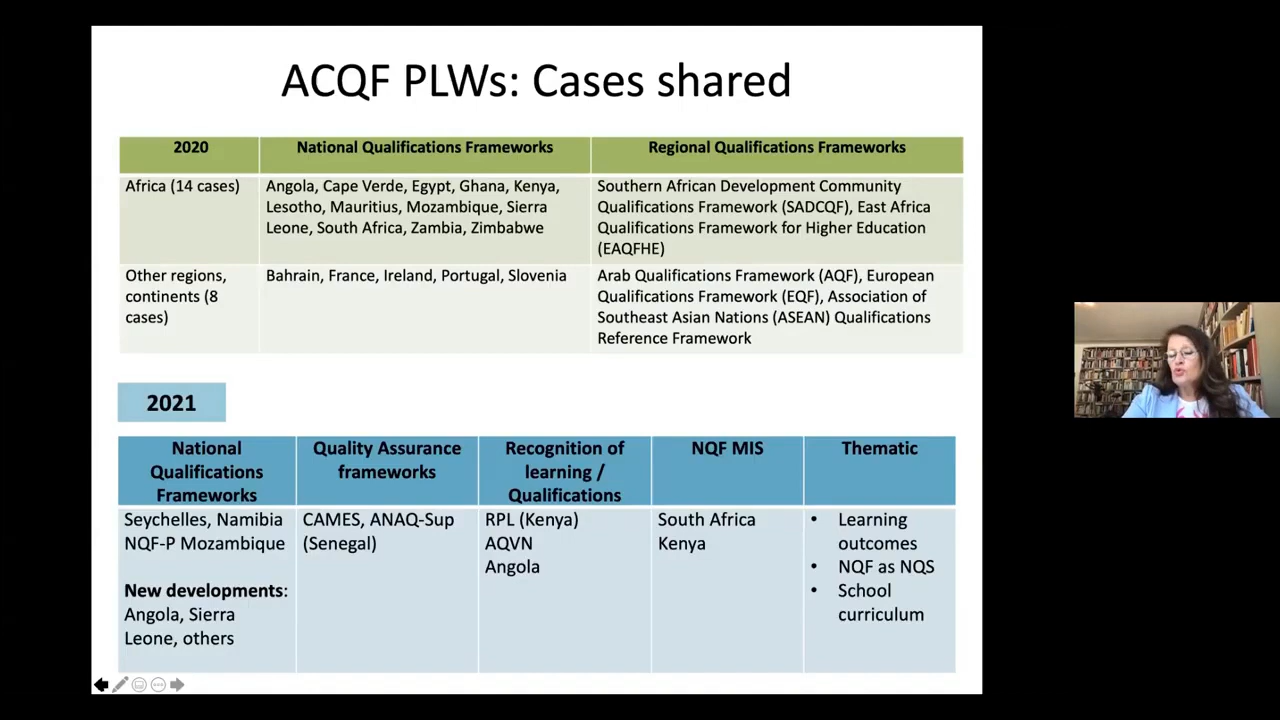 ACQF PLWs: Cases shared
2020
National Qualifications Frameworks
Regional Qualifications Frameworks
Africa (14 cases)
Angola, Cape Verde, Egypt, Ghana, Kenya,
Lesotho, Mauritius, Mozambique, Sierra
Leone, South Africa, Zambia, Zimbabwe
Southern African Development Community
Qualifications Framework (SADCQF), East Africa
Qualifications Framework for Higher Education
(EAQFHE)
Other regions,
continents (8
cases)
Bahrain, France, Ireland, Portugal, Slovenia
Arab Qualifications Framework (AQF), European
Qualifications Framework (EQF), Association of
Southeast Asian Nations (ASEAN) Qualifications
Reference Framework
2021
National
Qualifications
Frameworks
Quality Assurance
frameworks
Recognition of
learning /
Qualifications
NQF MIS
Thematic
Seychelles, Namibia
NQF-P Mozambique
New developments:
Angola, Sierra
Leone, others
CAMES, ANAQ-Sup
(Senegal)
RPL (Kenya)
AQVN
Angola
South Africa
Kenya
• Learning
outcomes
• NQF as NQS
• School
curriculum